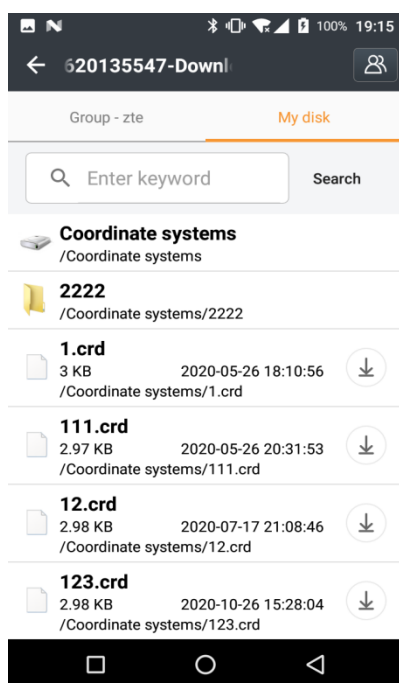 100% 19:15
620135547-Downl
Group - zte My disk
Enter keyword Search
Coordinate systems
/Coordinate systems
2222
/Coordinate systems/2222
1.crd
3 KB 2020-05-26 18:10:56
/Coordinate systems/1.crd
111.crd
2.97 KB 2020-05-26 20:31:53
/Coordinate systems/111.crd
12.crd
2.98 KB 2020-07-17 21:08:46
/Coordinate systems/12.crd
123.crd
2.98 KB 2020-10-26 15:28:04
/Coordinate systems/123.crd